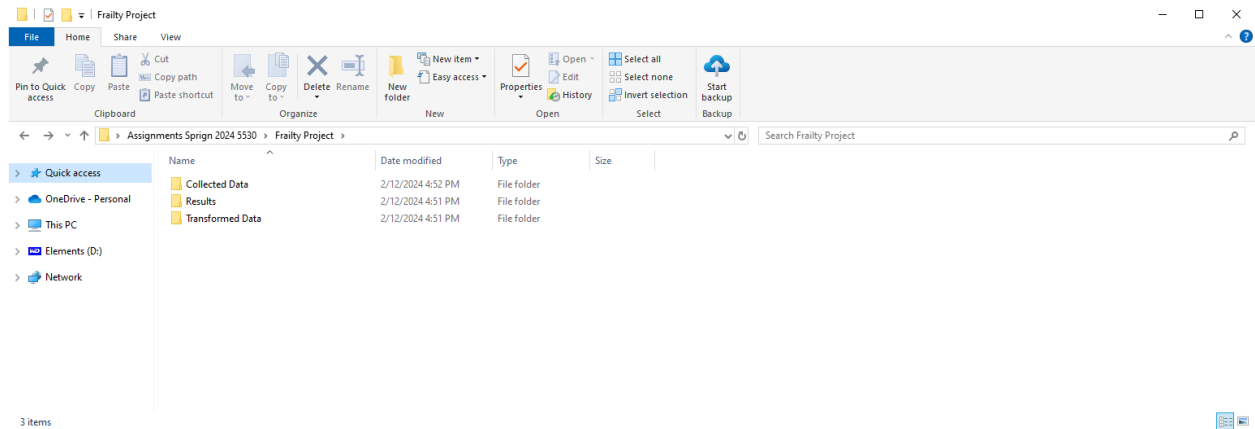 Frailty Project
File Home Share View
Pin to Quick access
Copy
Paste
Cut
Copy path
Paste shortcut
Clipboard
Move to
Copy to
Delete
Rename
Organize
New folder
New item
Easy access
New
Properties
Open
Edit
History
Open
Select all
Select none
Invert selection
Select
Start backup
Backup
Assignments Sprign 2024 5530 > Frailty Project >
Search Frailty Project
Quick access
OneDrive - Personal
This PC
WD Elements (D:)
Network
Name Date modified Type Size
Collected Data 2/12/2024 4:52 PM File folder
Results 2/12/2024 4:51 PM File folder
Transformed Data 2/12/2024 4:51 PM File folder
3 items